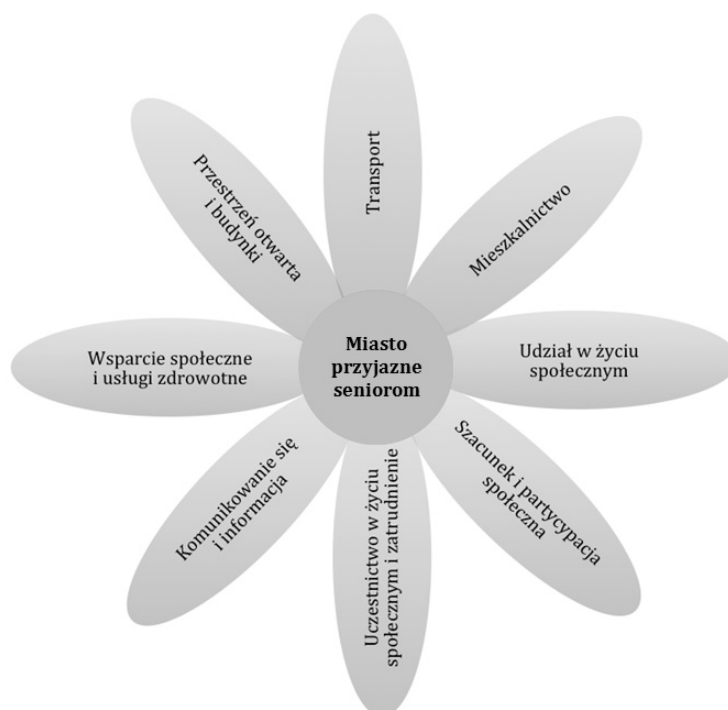 Transport
Mieszkalnictwo
Udział w życiu
społecznym
Szacunek i partycypacja
społeczna
Uczestnictwo w życiu
społecznym i zatrudnienie
Komunikowanie się
i informacja
Wsparcie społeczne
i usługi zdrowotne
Przestrzeń otwarta
i budynki
Miasto
przyjazne
seniorom